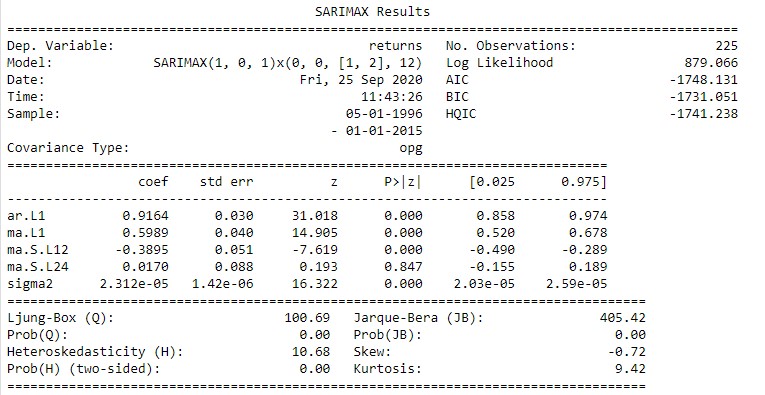 SARIMAX Results
==============================================================================================
Dep. Variable: returns No. Observations: 225
Model: SARIMAX(1, 0, 1)x(0, 0, [1, 2], 12) Log Likelihood 879.066
Date: Fri, 25 Sep 2020 AIC -1748.131
Time: 11:43:26 BIC -1731.051
Sample: 05-01-1996 HQIC -1741.238
- 01-01-2015
Covariance Type: opg
==============================================================================
coef std err z P>|z| [0.025 0.975]
------------------------------------------------------------------------------
ar.L1 0.9164 0.030 31.018 0.000 0.858 0.974
ma.L1 0.5989 0.040 14.905 0.000 0.520 0.678
ma.S.L12 -0.3895 0.051 -7.619 0.000 -0.490 -0.289
ma.S.L24 0.0170 0.088 0.193 0.847 -0.155 0.189
sigma2 2.312e-05 1.42e-06 16.322 0.000 2.03e-05 2.59e-05
===================================================================================
Ljung-Box (Q): 100.69 Jarque-Bera (JB): 405.42
Prob(Q): 0.00 Prob(JB): 0.00
Heteroskedasticity (H): 10.68 Skew: -0.72
Prob(H) (two-sided): 0.00 Kurtosis: 9.42
===================================================================================